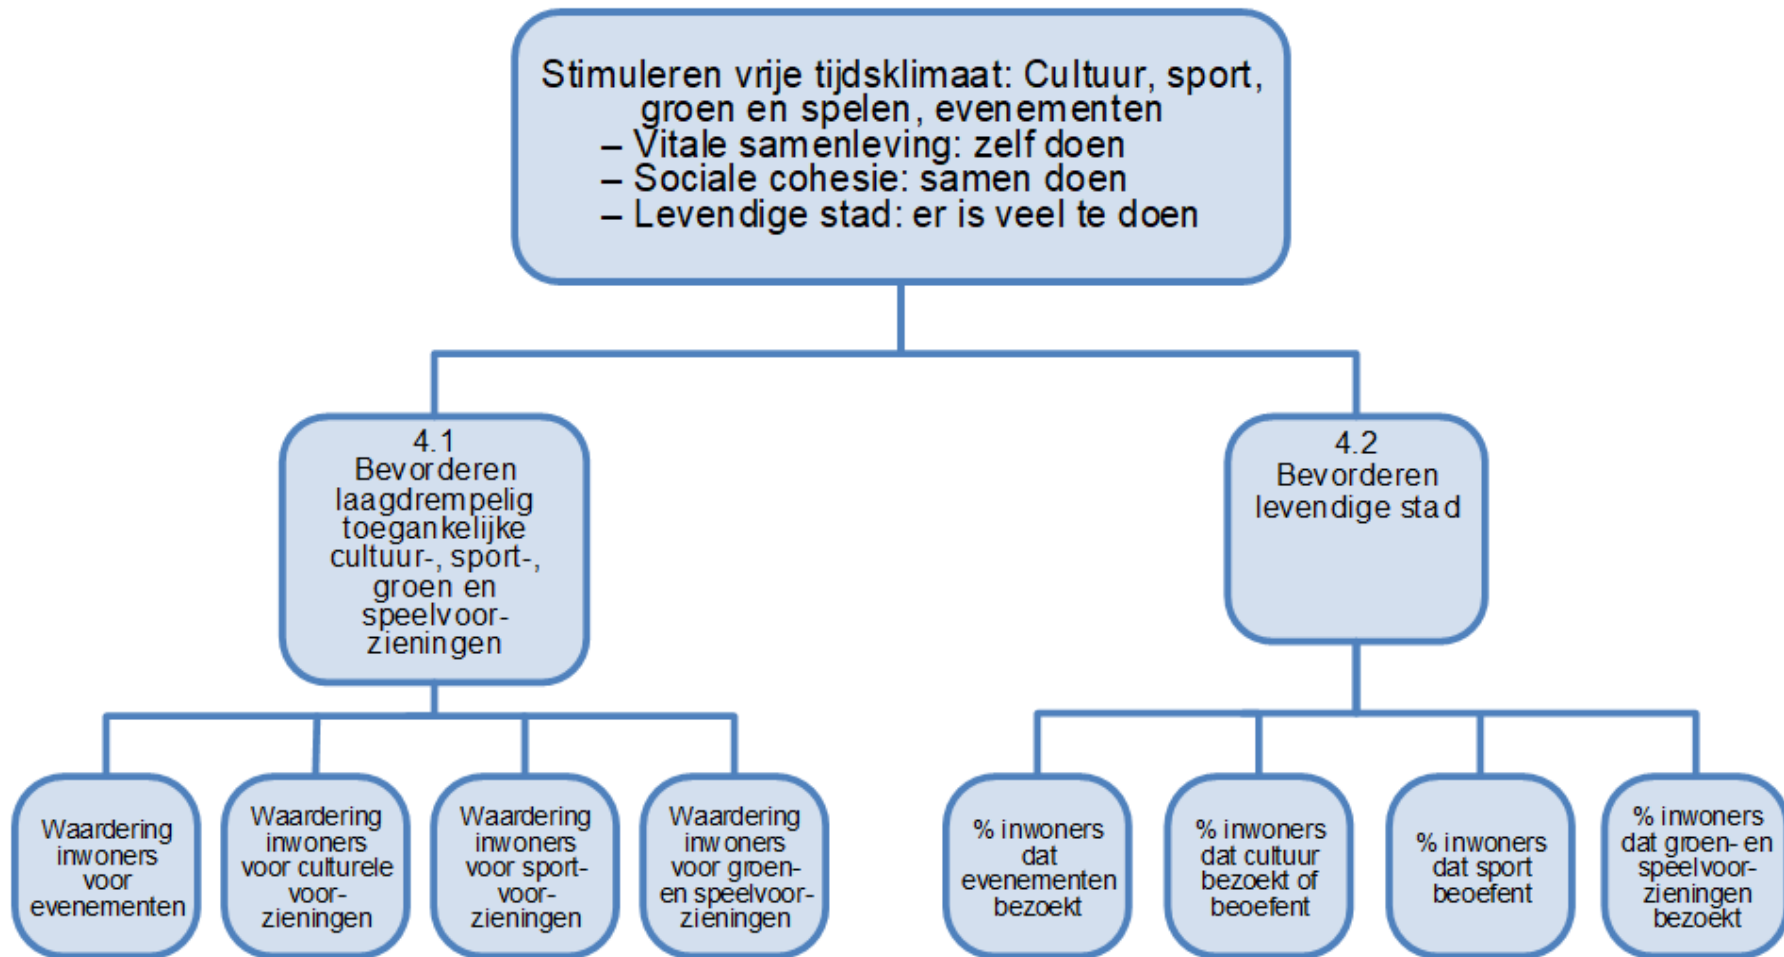 Stimuleren vrije tijdsklimaat: Cultuur, sport,
groen en spelen, evenementen
– Vitale samenleving: zelf doen
– Sociale cohesie: samen doen
– Levendige stad: er is veel te doen
4.1
Bevorderen
laagdrempelig
toegankelijke
cultuur-, sport-,
groen en
speelvoor-
zieningen
4.2
Bevorderen
levendige stad
Waardering
inwoners
voor
evenementen
Waardering
inwoners
voor culturele
voor-
zieningen
Waardering
inwoners
voor sport-
voor-
zieningen
Waardering
inwoners
voor groen-
en speelvoor-
zieningen
% inwoners
dat
evenementen
bezoekt
% inwoners
dat cultuur
bezoekt of
beoefent
% inwoners
dat sport
beoefent
% inwoners
dat groen- en
speelvoor-
zieningen
bezoekt